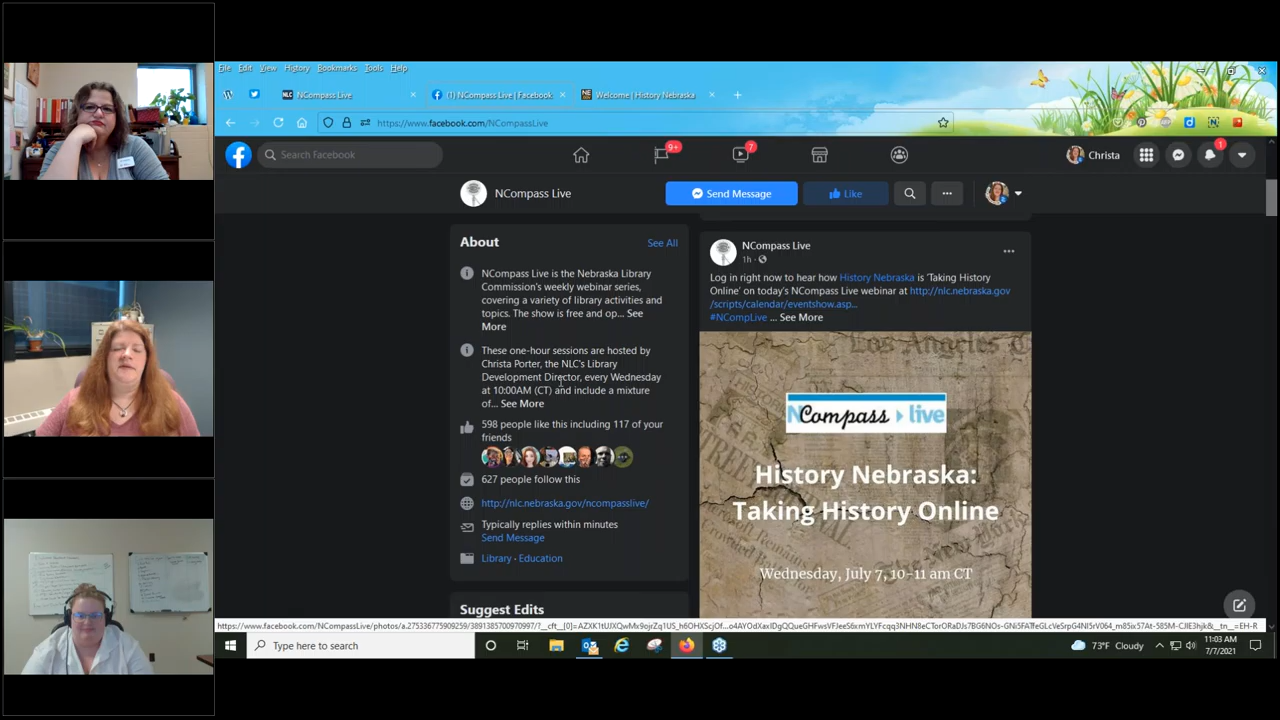 File Edit View History Bookmarks Tools Help
NCompass Live
(1) NCompass Live | Facebook
Welcome | History Nebraska
https://www.facebook.com/NCompassLive
Search Facebook
9+
7
Christa
1
NCompass Live
Send Message
Like
About
See All
NCompass Live is the Nebraska Library
Commission's weekly webinar series,
covering a variety of library activities and
topics. The show is free and op... See
More
These one-hour sessions are hosted by
Christa Porter, the NLC's Library
Development Director, every Wednesday
at 10:00AM (CT) and include a mixture
of... See More
598 people like this including 117 of your
friends
627 people follow this
http://nlc.nebraska.gov/ncompasslive/
Typically replies within minutes
Send Message
Library · Education
Suggest Edits
NCompass Live
1h
Log in right now to hear how History Nebraska is 'Taking History
Online' on today's NCompass Live webinar at http://nlc.nebraska.gov
/scripts/calendar/eventshow.asp...
#NCompLive ... See More
Los Angeles
NCompass live
History Nebraska:
Taking History Online
Wednesday, July 7, 10-11 am CT
Type here to search
73°F Cloudy
11:03 AM
7/7/2021